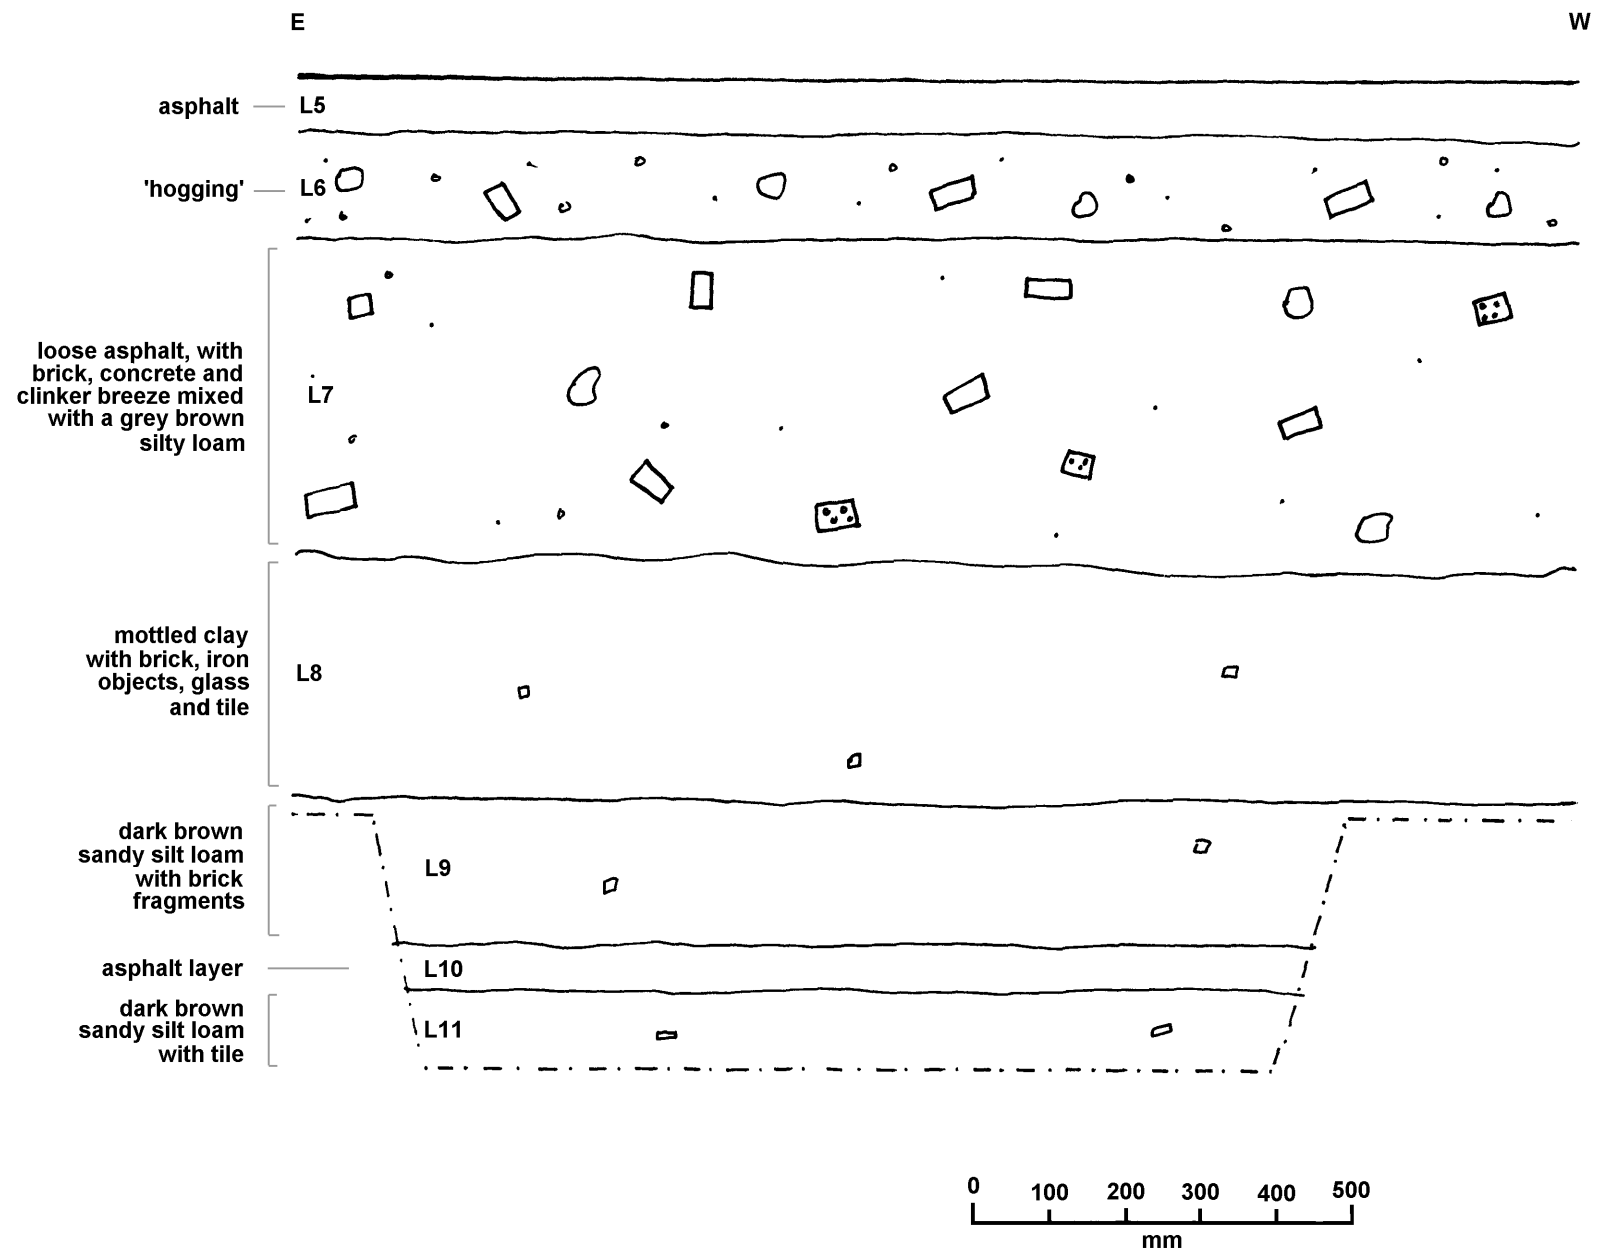 E
W
asphalt
L5
'hogging'
L6
loose asphalt, with
brick, concrete and
clinker breeze mixed
with a grey brown
silty loam
L7
mottled clay
with brick, iron
objects, glass
and tile
L8
dark brown
sandy silt loam
with brick
fragments
L9
asphalt layer
L10
dark brown
sandy silt loam
with tile
L11
0 100 200 300 400 500
mm